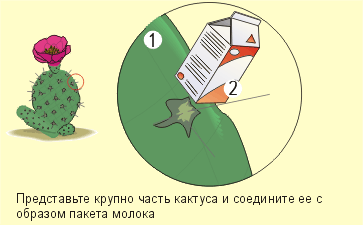 1
2
Представьте крупно часть кактуса и соедините ее с
образом пакета молока